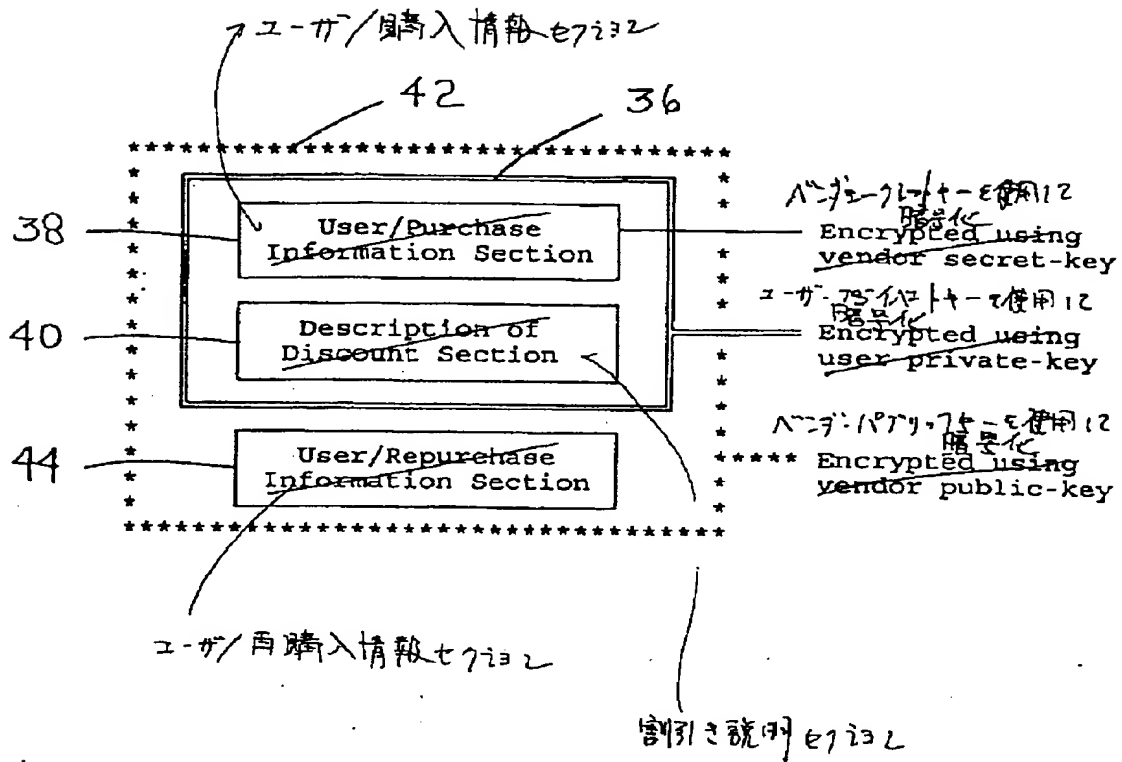 ユーザ/購入情報セクション
42
36
38
User/Purchase
Information Section
ベンダシークレットキーを使用して
暗号化
Encrypted using
vendor secret-key
40
Description of
Discount Section
ユーザ・プライベートキーを使用して
暗号化
Encrypted using
user private-key
44
User/Repurchase
Information Section
ベンダ・パブリックキーを使用して
暗号化
Encrypted using
vendor public-key
ユーザ/再購入情報セクション
割引き説明セクション